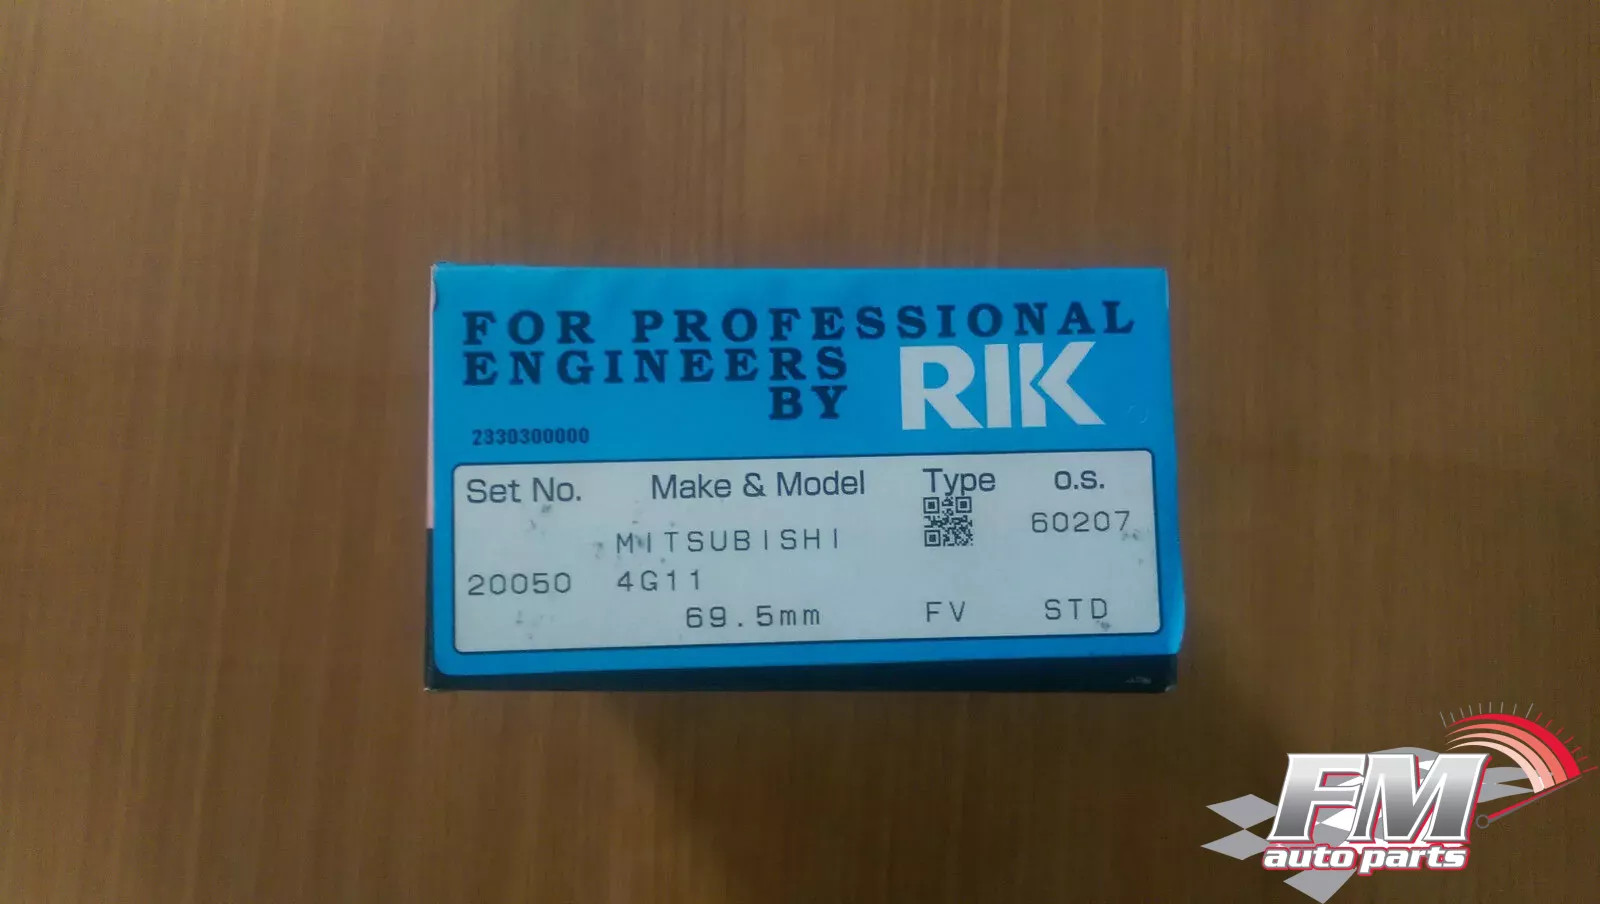 FOR PROFESSIONAL
ENGINEERS
BY RIK
2330300000
Set No. Make & Model Type O.S.
MITSUBISHI 60207
20050 4G11
69.5mm FV STD
FM
auto parts